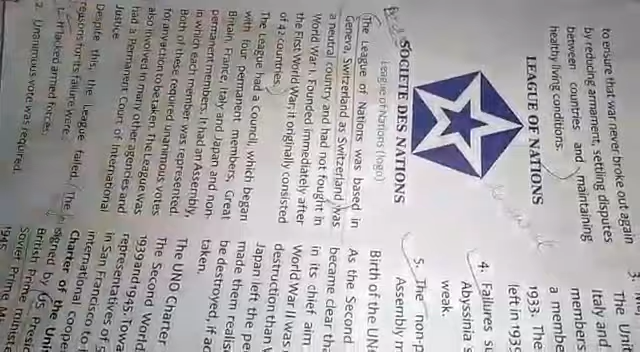 to ensure that war never broke out again
by reducing armament, settling disputes
between countries and maintaining
healthy living conditions.
LEAGUE OF NATIONS
SOCIETE DES NATIONS
League of Nations (logo)
The League of Nations was based in
Geneva, Switzerland as Switzerland was
a neutral country and had not fought in
World War I. Founded immediately after
the First World War, it originally consisted
of 42 countries.
The League had a Council, which began
with four permanent members, Great
Britain, France, Italy and Japan and non-
permanent members. It had an Assembly,
in which each member was represented.
Both of these required unanimous votes
for any action to be taken. The League was
also involved in many other agencies and
had a Permanent Court of International
Justice.
Despite this, the League failed. The
reasons for its failure were:
1. It lacked armed forces.
2. Unanimous vote was required.
3.
The Unit
Italy and
members
a membe
1933. The
left in 193
4. Failures su
Abyssinia s
weak.
5. The non-p
Assembly m
Birth of the UN
As the Second
became clear tha
in its chief aim
World War II was
destruction than
Japan left the pe
made them realise
be destroyed, if ac
taken.
The UNO Charter
The Second World
1939 and 1945. Towa
representatives of 5
in San Francisco to
international cooper
Charter of the Unit
signed by US Presid
British Prime ministe
Soviet Prime M
1945